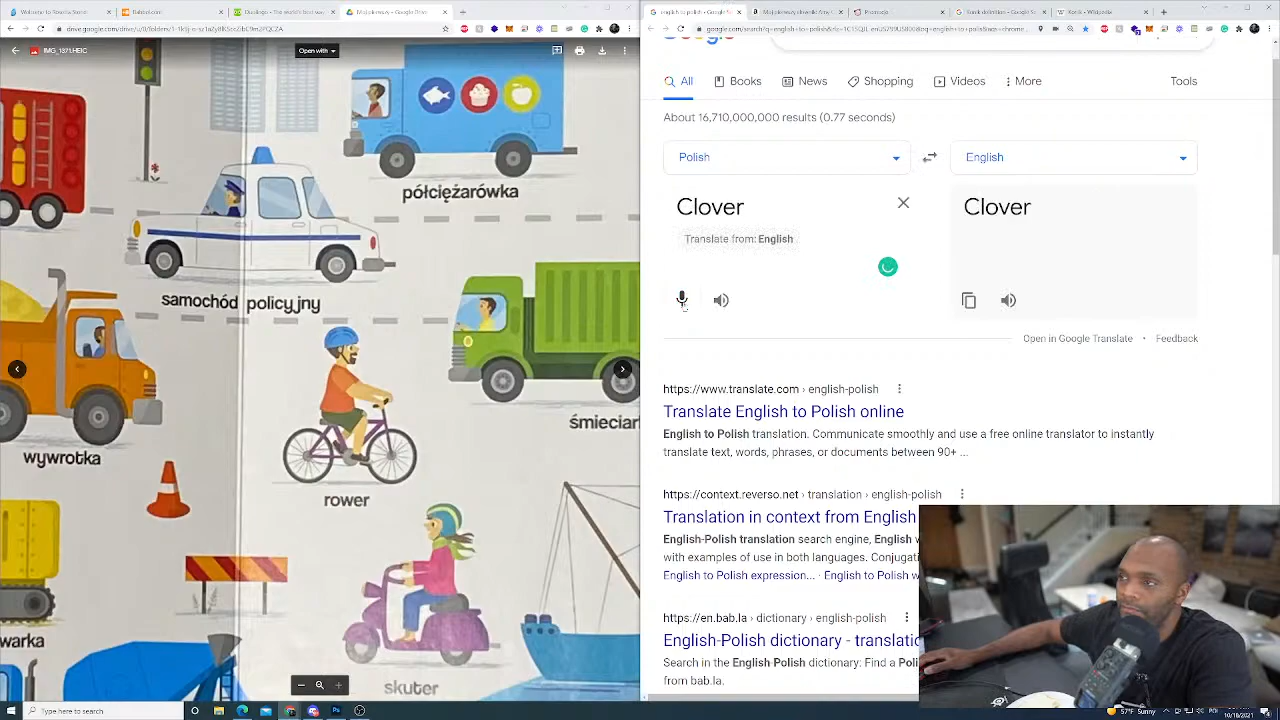 IMG_1371.HEIC
Open with
półciężarówka
samochód policyjny
wywrotka
rower
skuter
All
Books
News
Shopping
Videos
More
Tools
About 16,710,000,000 results (0.77 seconds)
Polish
English
Clover
Clover
Translate from: English
Open in Google Translate • Feedback
https://www.translate.com › english-polish
Translate English to Polish online
English to Polish translation. Communicate smoothly and use a free online translator to instantly
translate text, words, phrases, or documents between 90+ ...
https://context.reverso.net › translation › english-polish
Translation in context from English
English-Polish translation search engine, English w
with examples of use in both languages. Conjugati
English to Polish expression... · English to Polish w
https://en.bab.la › dictionary › english-polish
English-Polish dictionary - translatio
Search in the English-Polish dictionary: Find a Poli
from bab.la.
Type here to search